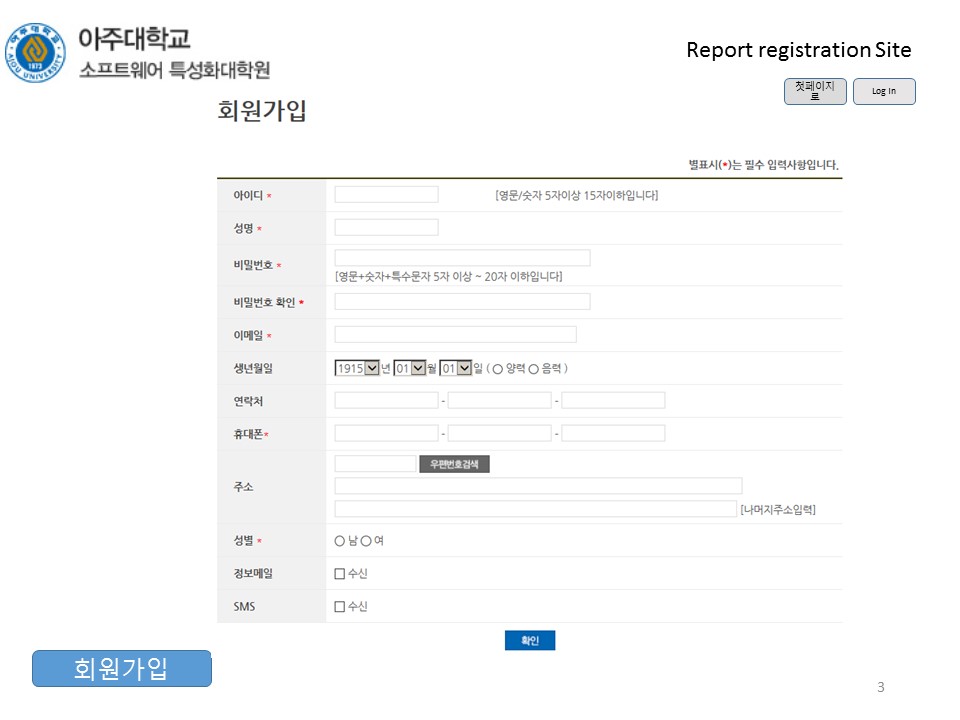 아주대학교
AJOU UNIVERSITY
1973
아주대학교
소프트웨어 특성화대학원
Report registration Site
첫페이지
로
Log In
회원가입
별표시(*)는 필수 입력사항입니다.
아이디 * [영문/숫자 5자이상 15자이하입니다]
성명 *
비밀번호 *
[영문+숫자+특수문자 5자 이상 ~ 20자 이하입니다]
비밀번호 확인 *
이메일 *
생년월일 1915 년 01 월 01 일 ( 양력 음력 )
연락처 - -
휴대폰* - -
우편번호검색
주소
[나머지주소입력]
성별 * 남 여
정보메일 수신
SMS 수신
확인
회원가입
3